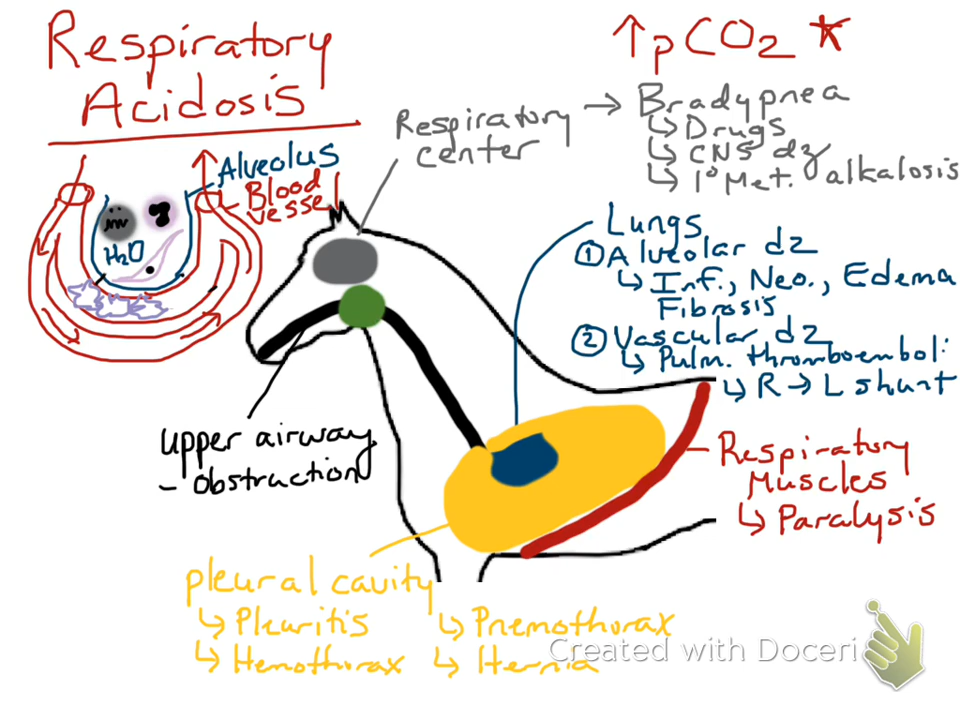 Respiratory
Acidosis
↑pCO2 *
Respiratory
center
→ Bradypnea
↳ Drugs
↳ CNS dz
↳ 1° Met. alkalosis
Alveolus
Blood
vessel
H2O
Lungs
① Alveolar dz
↳ Inf., Neo., Edema
Fibrosis
② Vascular dz
↳ Pulm. thromboemboli
↳ R → L shunt
upper airway
- obstruction
Respiratory
Muscles
↳ Paralysis
pleural cavity
↳ Pleuritis
↳ Hemothorax
↳ Pnemothorax
↳ Hernia
Created with Doceri